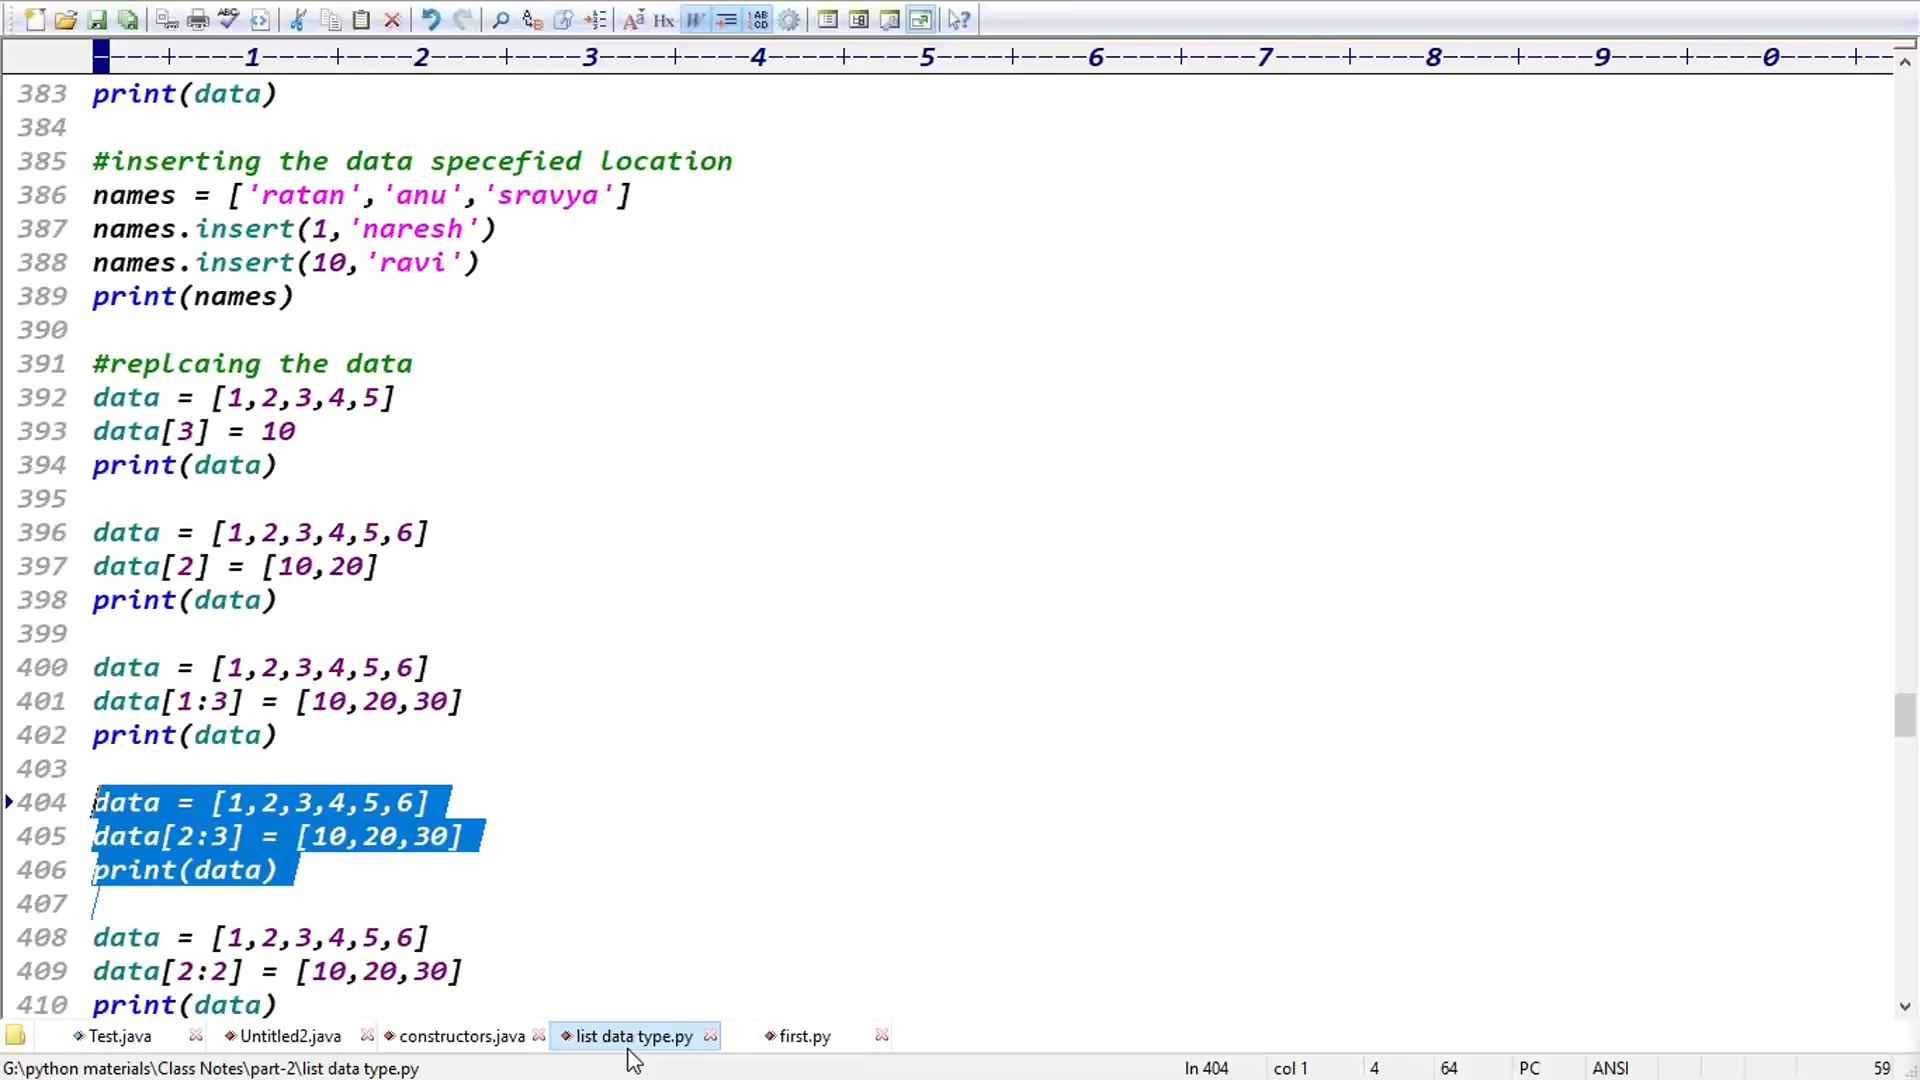 ----+----1----+----2----+----3----+----4----+----5----+----6----+----7----+----8----+----9----+----0----+--
383 print(data)
384
385 #inserting the data specefied location
386 names = ['ratan','anu','sravya']
387 names.insert(1,'naresh')
388 names.insert(10,'ravi')
389 print(names)
390
391 #replcaing the data
392 data = [1,2,3,4,5]
393 data[3] = 10
394 print(data)
395
396 data = [1,2,3,4,5,6]
397 data[2] = [10,20]
398 print(data)
399
400 data = [1,2,3,4,5,6]
401 data[1:3] = [10,20,30]
402 print(data)
403
404 data = [1,2,3,4,5,6]
405 data[2:3] = [10,20,30]
406 print(data)
407
408 data = [1,2,3,4,5,6]
409 data[2:2] = [10,20,30]
410 print(data)
Test.java Untitled2.java constructors.java list data type.py first.py
G:\python materials\Class Notes\part-2\list data type.py Ln 404 col 1 4 64 PC ANSI 59